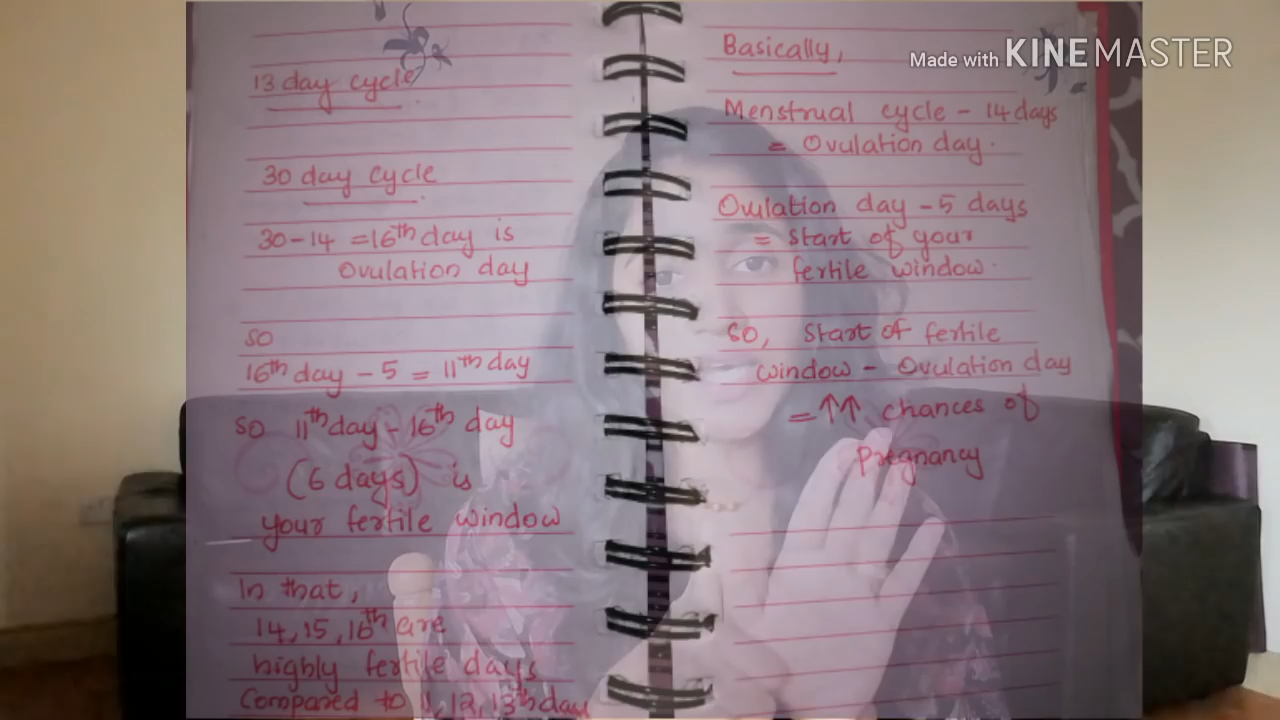 13 day cycle
30 day cycle
30-14 =16th day is
Ovulation day
so
16th day - 5 = 11th day
so 11th day - 16th day
(6 days) is
your fertile window
In that,
14, 15, 16th are
highly fertile days
Compared to 11, 12, 13th day
Basically,
Menstrual cycle - 14 days
= Ovulation day.
Ovulation day - 5 days
= start of your
fertile window.
SO, start of fertile
window - Ovulation day
= ↑↑ chances of
pregnancy
Made with KINEMASTER